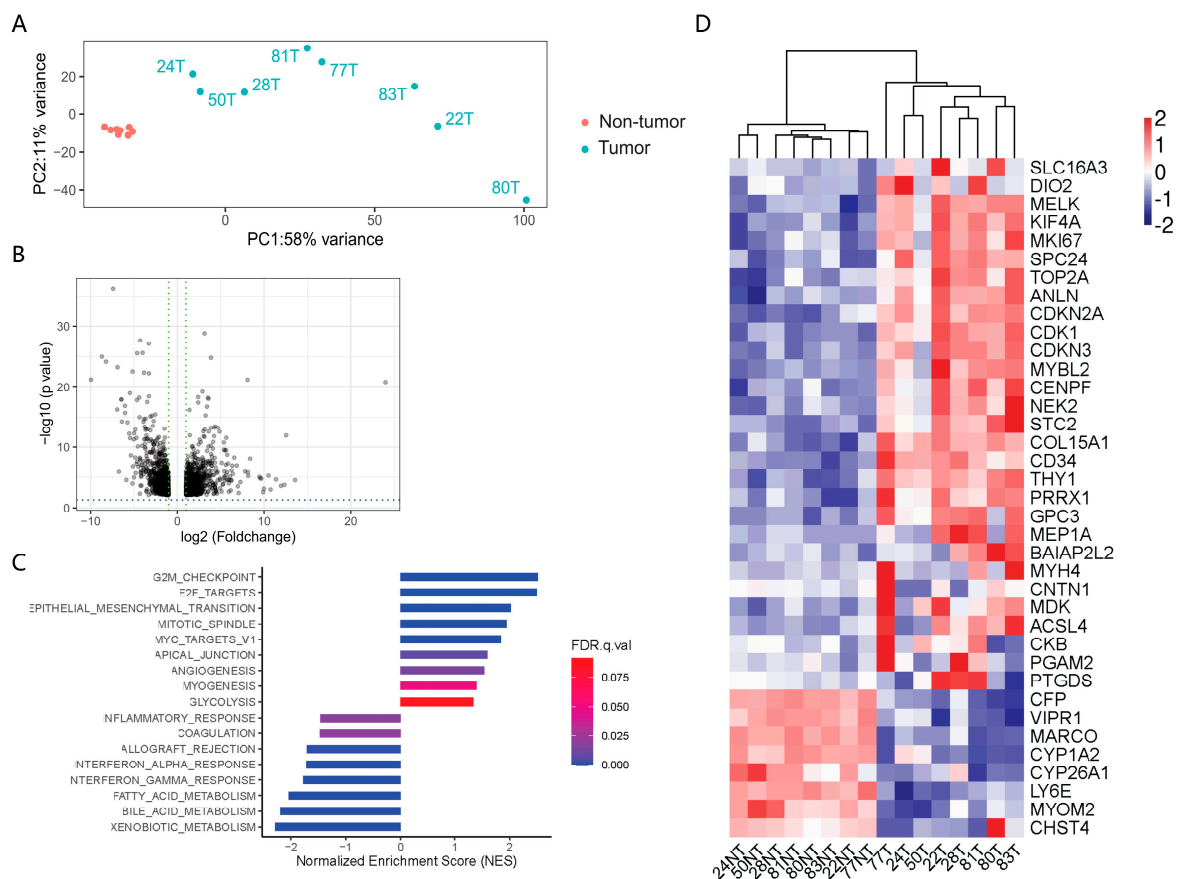 A
PC2:11% variance
20
0
−20
−40
24T
50T
28T
81T
77T
83T
22T
80T
0
50
100
PC1:58% variance
Non-tumor
Tumor
B
−log10 (p value)
30
20
10
0
−10
0
10
20
log2 (Foldchange)
C
G2M_CHECKPOINT
E2F_TARGETS
EPITHELIAL_MESENCHYMAL_TRANSITION
MITOTIC_SPINDLE
MYC_TARGETS_V1
APICAL_JUNCTION
ANGIOGENESIS
MYOGENESIS
GLYCOLYSIS
INFLAMMATORY_RESPONSE
COAGULATION
ALLOGRAFT_REJECTION
INTERFERON_ALPHA_RESPONSE
INTERFERON_GAMMA_RESPONSE
FATTY_ACID_METABOLISM
BILE_ACID_METABOLISM
XENOBIOTIC_METABOLISM
−2
−1
0
1
2
Normalized Enrichment Score (NES)
FDR.q.val
0.075
0.050
0.025
0.000
D
SLC16A3
DIO2
MELK
KIF4A
MKI67
SPC24
TOP2A
ANLN
CDKN2A
CDK1
CDKN3
MYBL2
CENPF
NEK2
STC2
COL15A1
CD34
THY1
PRRX1
GPC3
MEP1A
BAIAP2L2
MYH4
CNTN1
MDK
ACSL4
CKB
PGAM2
PTGDS
CFP
VIPR1
MARCO
CYP1A2
CYP26A1
LY6E
MYOM2
CHST4
24NT
50NT
28NT
81NT
80NT
83NT
22NT
77NT
77T
24T
50T
22T
28T
81T
80T
83T
2
1
0
-1
-2